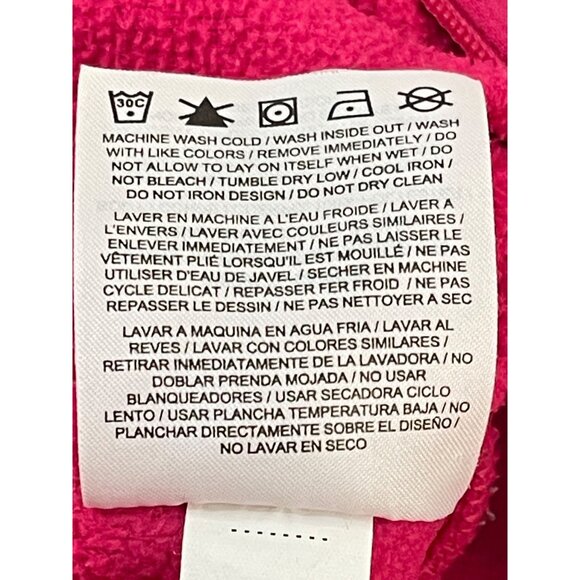 30C
MACHINE WASH COLD / WASH INSIDE OUT / WASH
WITH LIKE COLORS / REMOVE IMMEDIATELY / DO
NOT ALLOW TO LAY ON ITSELF WHEN WET / DO
NOT BLEACH / TUMBLE DRY LOW / COOL IRON /
DO NOT IRON DESIGN / DO NOT DRY CLEAN
LAVER EN MACHINE A L'EAU FROIDE / LAVER A
L'ENVERS / LAVER AVEC COULEURS SIMILAIRES /
ENLEVER IMMEDIATEMENT / NE PAS LAISSER LE
VÊTEMENT PLIÉ LORSQU'IL EST MOUILLÉ / NE PAS
UTILISER D'EAU DE JAVEL / SECHER EN MACHINE
CYCLE DELICAT / REPASSER FER FROID / NE PAS
REPASSER LE DESSIN / NE PAS NETTOYER A SEC
LAVAR A MAQUINA EN AGUA FRIA / LAVAR AL
REVES / LAVAR CON COLORES SIMILARES /
RETIRAR INMEDIATAMENTE DE LA LAVADORA / NO
DOBLAR PRENDA MOJADA / NO USAR
BLANQUEADORES / USAR SECADORA CICLO
LENTO / USAR PLANCHA TEMPERATURA BAJA / NO
PLANCHAR DIRECTAMENTE SOBRE EL DISEÑO /
NO LAVAR EN SECO